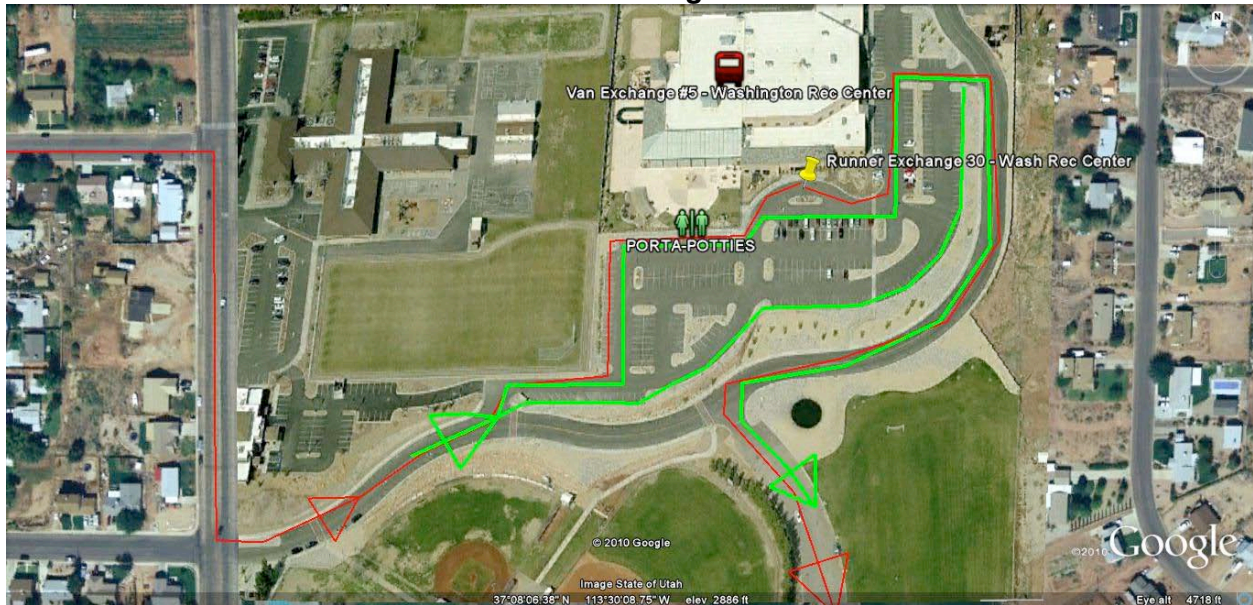 N
Van Exchange #5 - Washington Rec Center
Runner Exchange 30 - Wash Rec Center
PORTA-POTTIES
© 2010 Google
©2010 Google
Image State of Utah
37°08'06.38" N 113°30'08.75" W elev 2886 ft Eye alt 4718 ft